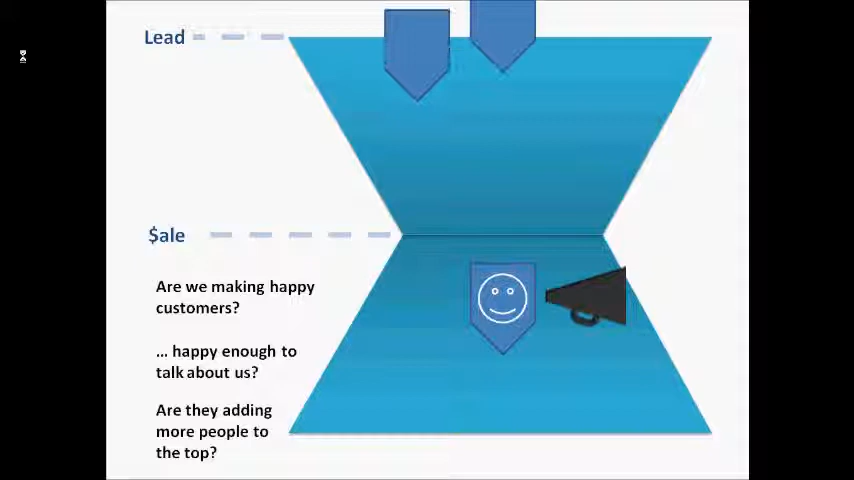 Lead
$ale
Are we making happy
customers?
... happy enough to
talk about us?
Are they adding
more people to
the top?